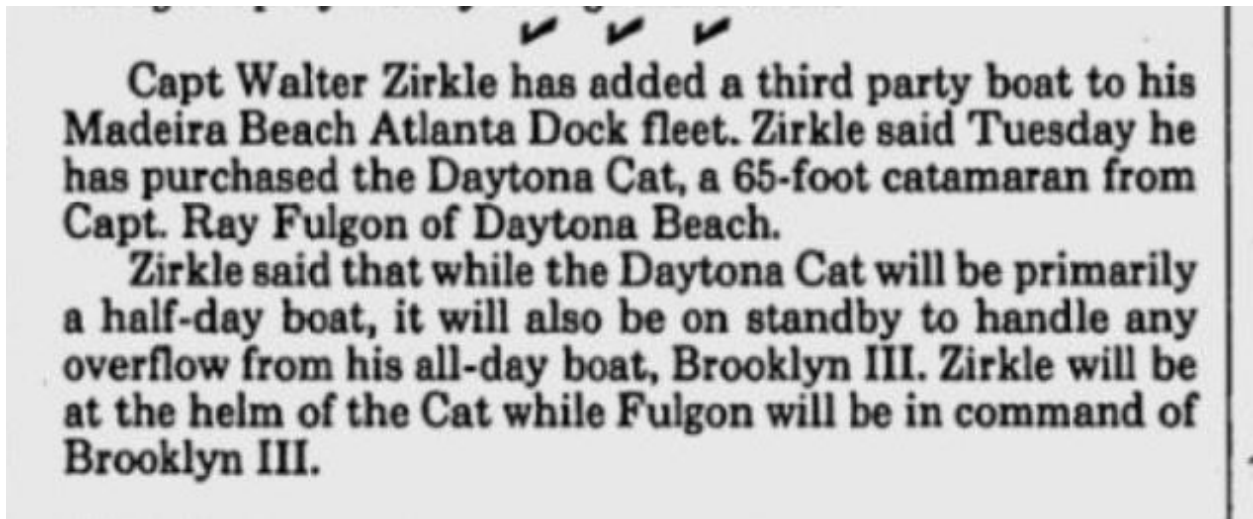 Capt Walter Zirkle has added a third party boat to his
Madeira Beach Atlanta Dock fleet. Zirkle said Tuesday he
has purchased the Daytona Cat, a 65-foot catamaran from
Capt. Ray Fulgon of Daytona Beach.
Zirkle said that while the Daytona Cat will be primarily
a half-day boat, it will also be on standby to handle any
overflow from his all-day boat, Brooklyn III. Zirkle will be
at the helm of the Cat while Fulgon will be in command of
Brooklyn III.